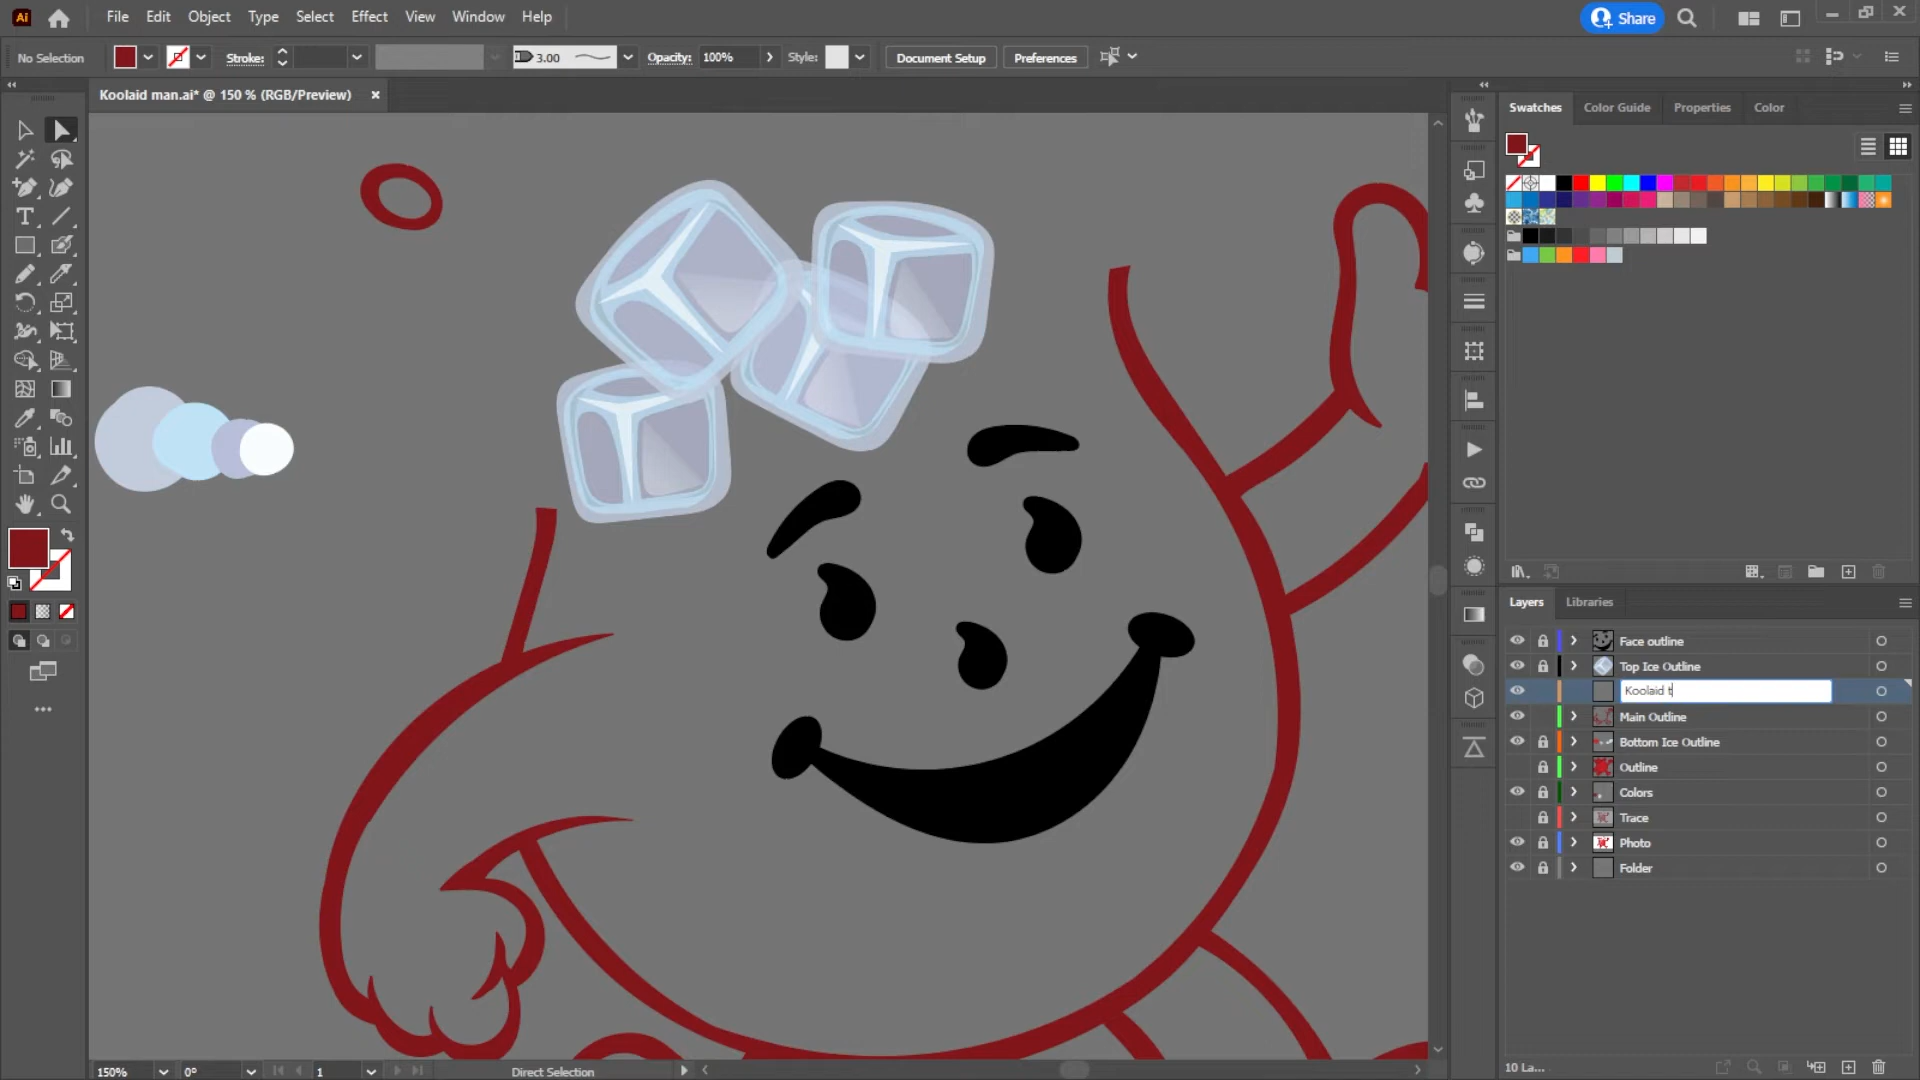 Ai File Edit Object Type Select Effect View Window Help Share
No Selection Stroke: 3.00 Opacity: 100% Style: Document Setup Preferences
Koolaid man.ai* @ 150 % (RGB/Preview)
Swatches Color Guide Properties Color
Layers Libraries
Face outline
Top Ice Outline
Koolaid t
Main Outline
Bottom Ice Outline
Outline
Colors
Trace
Photo
Folder
150% 0° 1 Direct Selection 10 La...